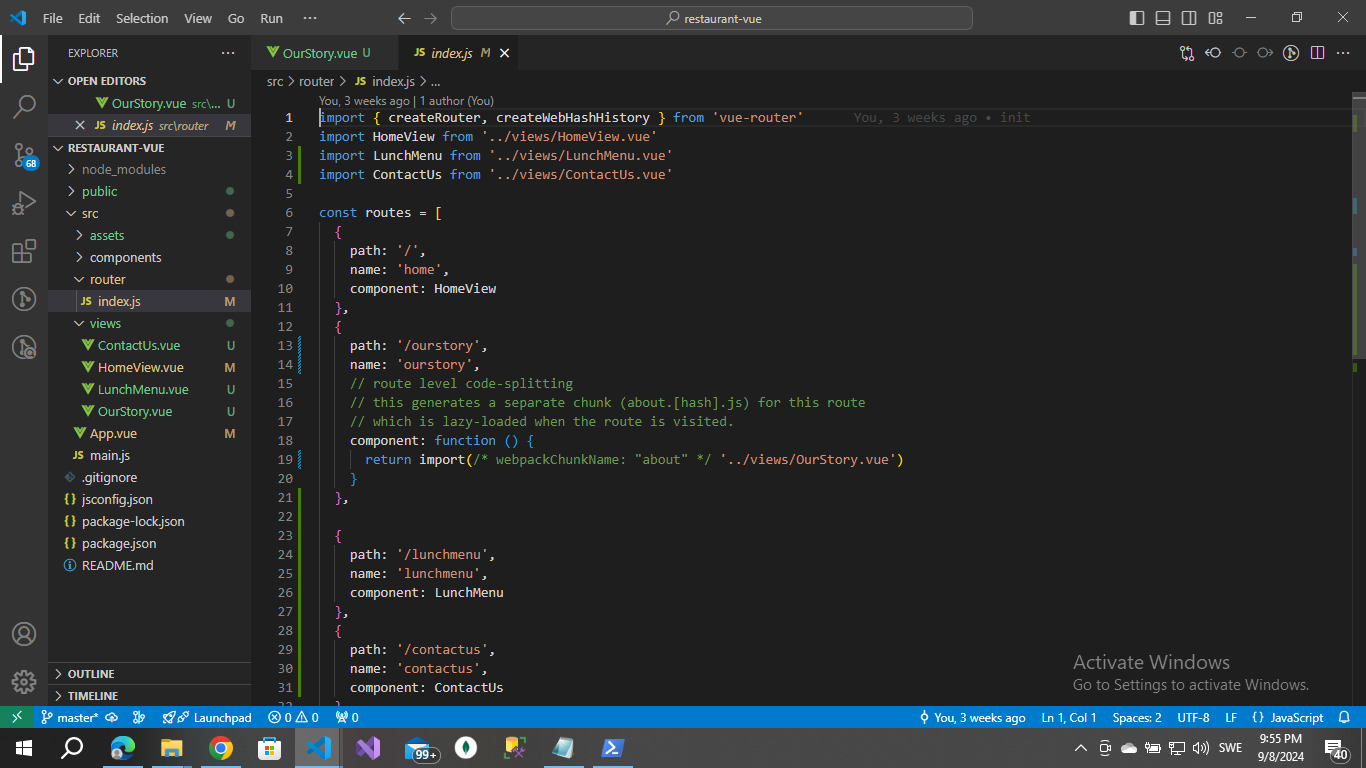 File Edit Selection View Go Run ··· restaurant-vue
EXPLORER ···
OPEN EDITORS
OurStory.vue src\... U
index.js src\router M
RESTAURANT-VUE
node_modules
public
src
assets
components
router
JS index.js M
views
ContactUs.vue U
HomeView.vue M
LunchMenu.vue U
OurStory.vue U
App.vue M
JS main.js
.gitignore
{} jsconfig.json
{} package-lock.json
{} package.json
README.md
OUTLINE
TIMELINE
68
OurStory.vue U JS index.js M
src > router > JS index.js > ...
You, 3 weeks ago | 1 author (You)
1 import { createRouter, createWebHashHistory } from 'vue-router' You, 3 weeks ago • init
2 import HomeView from '../views/HomeView.vue'
3 import LunchMenu from '../views/LunchMenu.vue'
4 import ContactUs from '../views/ContactUs.vue'
5
6 const routes = [
7 {
8 path: '/',
9 name: 'home',
10 component: HomeView
11 },
12 {
13 path: '/ourstory',
14 name: 'ourstory',
15 // route level code-splitting
16 // this generates a separate chunk (about.[hash].js) for this route
17 // which is lazy-loaded when the route is visited.
18 component: function () {
19 return import(/* webpackChunkName: "about" */ '../views/OurStory.vue')
20 }
21 },
22
23 {
24 path: '/lunchmenu',
25 name: 'lunchmenu',
26 component: LunchMenu
27 },
28 {
29 path: '/contactus',
30 name: 'contactus',
31 component: ContactUs
Activate Windows
Go to Settings to activate Windows.
master* Launchpad 0 0 0 You, 3 weeks ago Ln 1, Col 1 Spaces: 2 UTF-8 LF {} JavaScript
99+ SWE 9:55 PM
9/8/2024
40